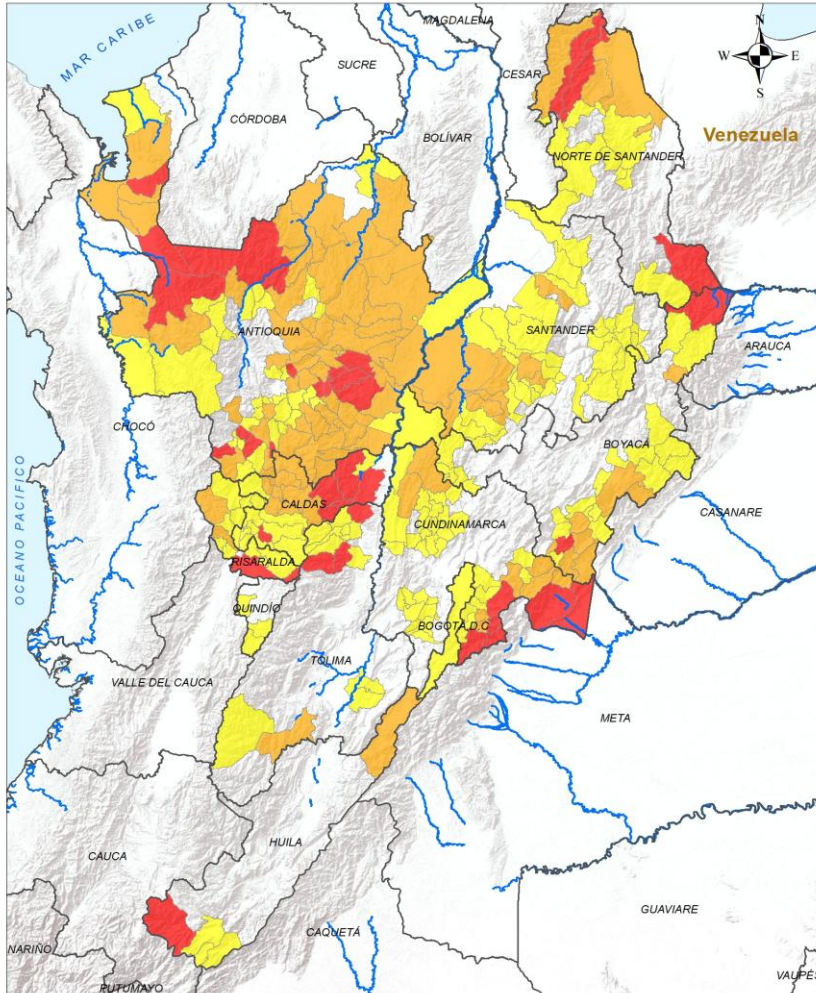 MAGDALENA
N
W E
S
MAR CARIBE
SUCRE
CESAR
CÓRDOBA
BOLÍVAR
Venezuela
NORTE DE SANTANDER
ANTIOQUIA
SANTANDER
ARAUCA
CHOCÓ
BOYACÁ
OCEANO PACIFICO
CALDAS
CUNDINAMARCA
CASANARE
RISARALDA
QUINDÍO
BOGOTÁ D.C
TOLIMA
VALLE DEL CAUCA
META
HUILA
CAUCA
GUAVIARE
CAQUETÁ
NARIÑO
PUTUMAYO
VAUPÉS